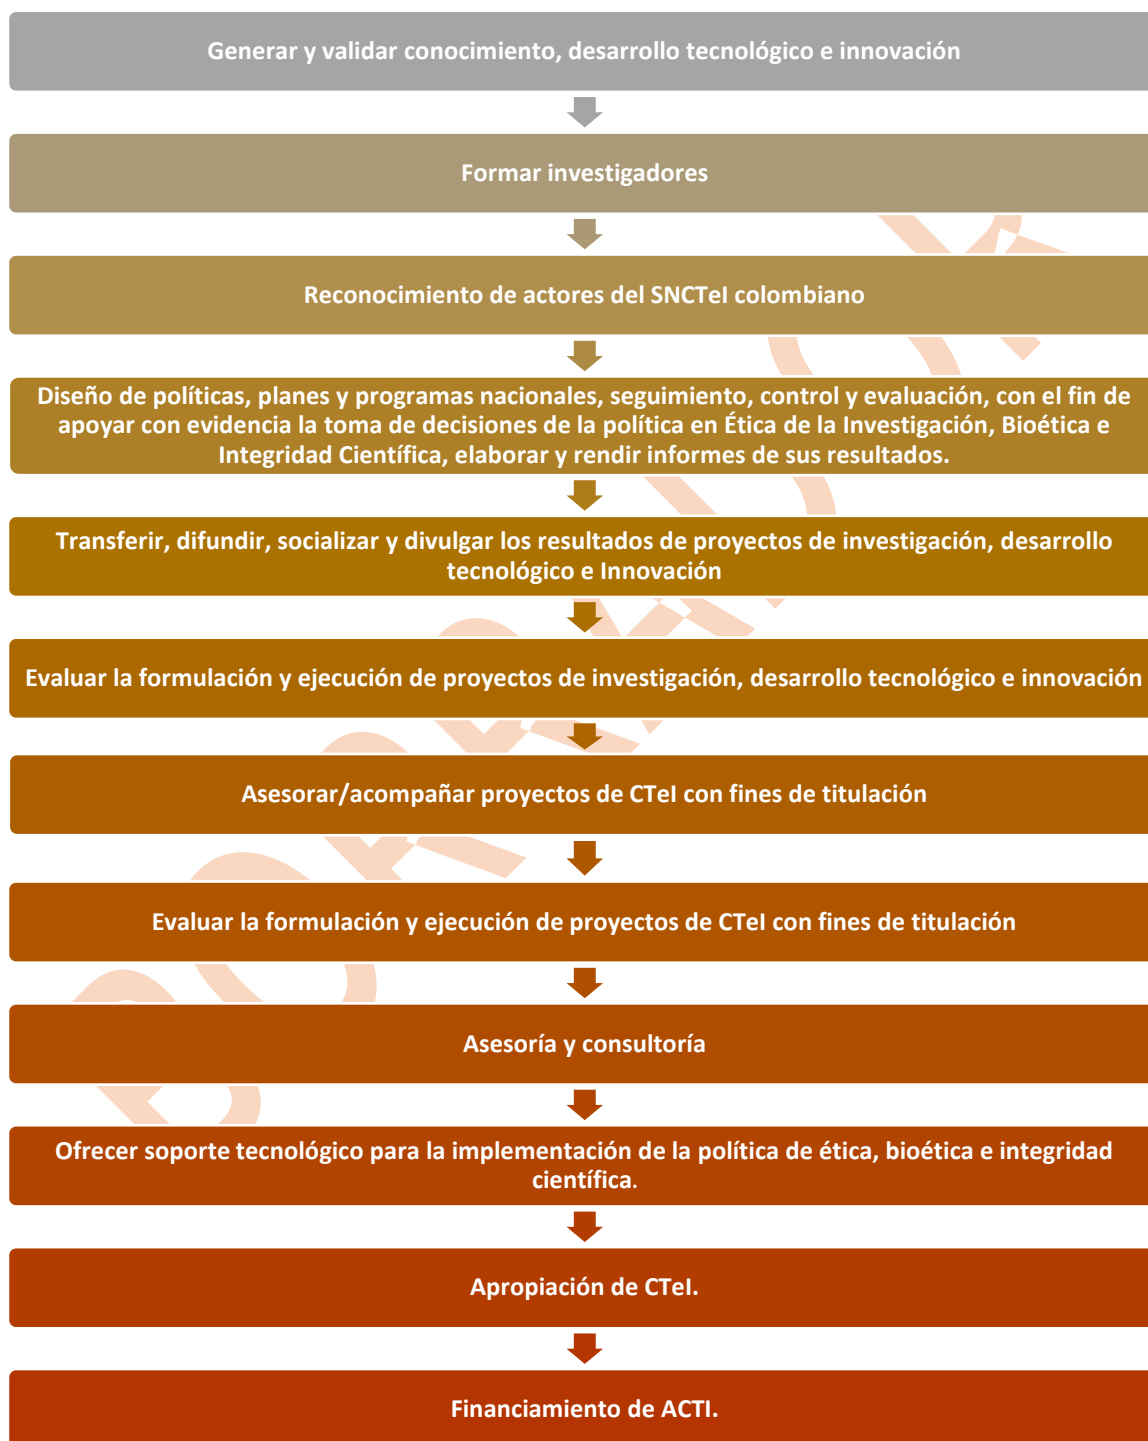 Generar y validar conocimiento, desarrollo tecnológico e innovación
Formar investigadores
Reconocimiento de actores del SNCTeI colombiano
Diseño de políticas, planes y programas nacionales, seguimiento, control y evaluación, con el fin de
apoyar con evidencia la toma de decisiones de la política en Ética de la Investigación, Bioética e
Integridad Científica, elaborar y rendir informes de sus resultados.
Transferir, difundir, socializar y divulgar los resultados de proyectos de investigación, desarrollo
tecnológico e Innovación
Evaluar la formulación y ejecución de proyectos de investigación, desarrollo tecnológico e innovación
Asesorar/acompañar proyectos de CTeI con fines de titulación
Evaluar la formulación y ejecución de proyectos de CTeI con fines de titulación
Asesoría y consultoría
Ofrecer soporte tecnológico para la implementación de la política de ética, bioética e integridad
científica.
Apropiación de CTeI.
Financiamiento de ACTI.